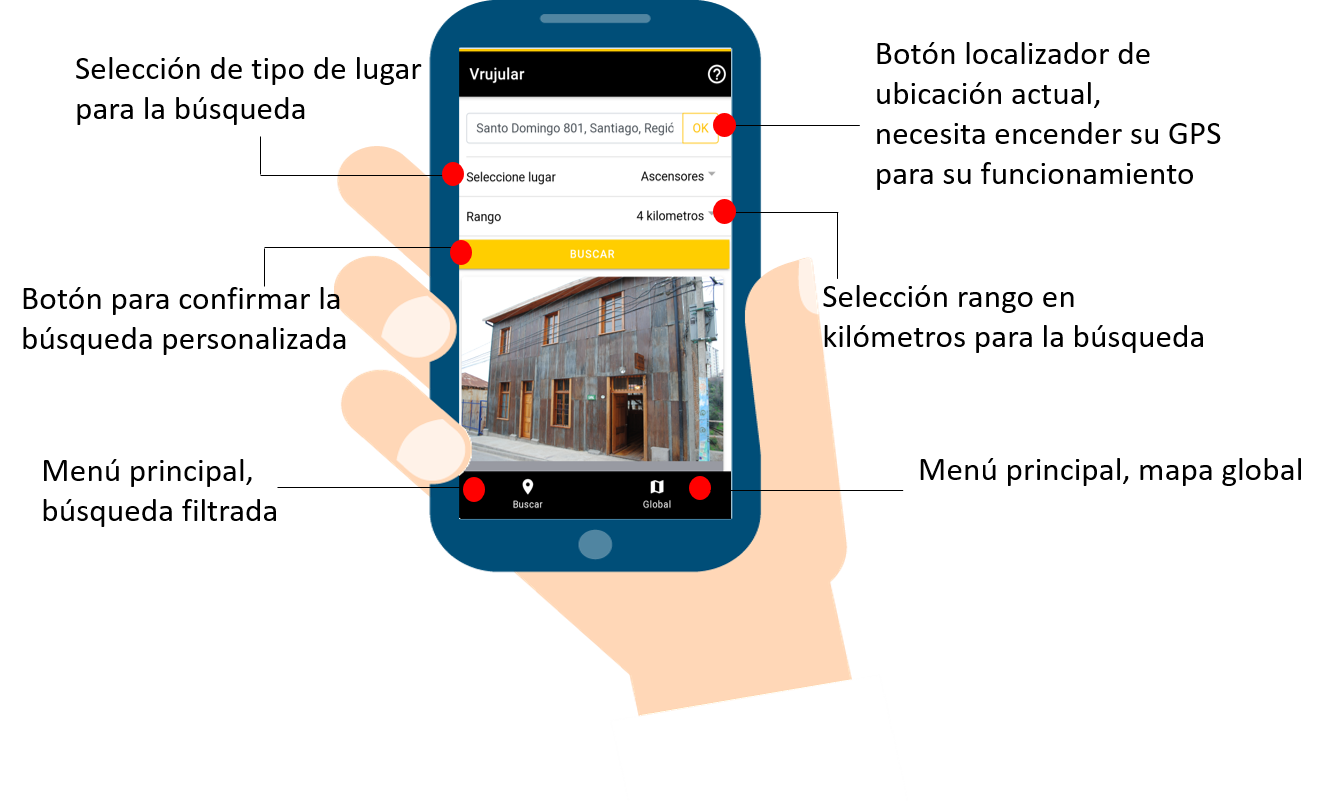 Selección de tipo de lugar
para la búsqueda
Botón localizador de
ubicación actual,
necesita encender su GPS
para su funcionamiento
Vrujular
Santo Domingo 801, Santiago, Regió
OK
Seleccione lugar
Ascensores
Rango
4 kilometros
BUSCAR
Botón para confirmar la
búsqueda personalizada
Selección rango en
kilómetros para la búsqueda
Menú principal,
búsqueda filtrada
Menú principal, mapa global
Buscar
Global